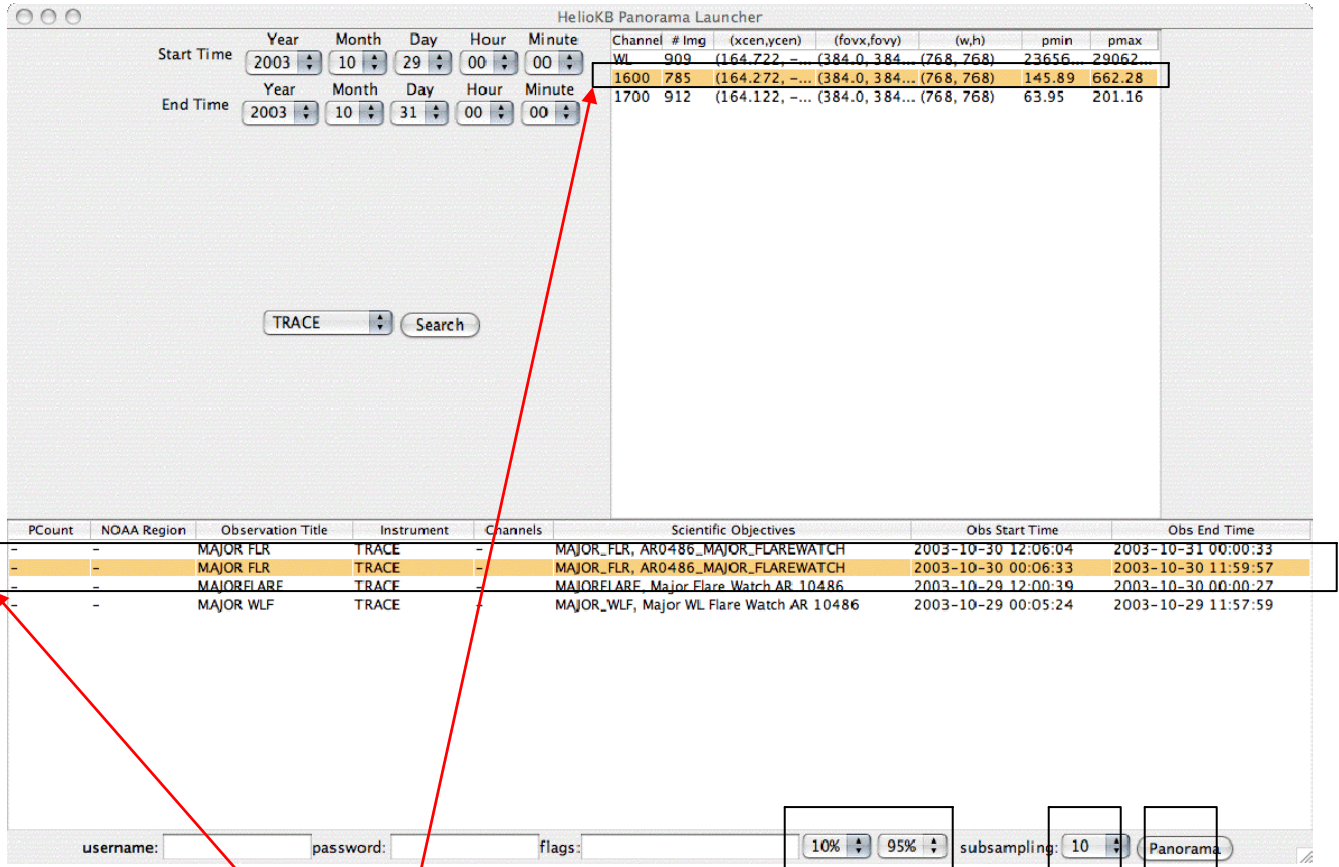 HelioKB Panorama Launcher
Year Month Day Hour Minute
Start Time 2003 10 29 00 00
Year Month Day Hour Minute
End Time 2003 10 31 00 00
TRACE Search
Channel # Img (xcen,ycen) (fovx,fovy) (w,h) pmin pmax
WL 909 (164.722, –... (384.0, 384... (768, 768) 23656... 29062...
1600 785 (164.272, –... (384.0, 384... (768, 768) 145.89 662.28
1700 912 (164.122, –... (384.0, 384... (768, 768) 63.95 201.16
PCount NOAA Region Observation Title Instrument Channels Scientific Objectives Obs Start Time Obs End Time
– – MAJOR FLR TRACE – MAJOR_FLR, AR0486_MAJOR_FLAREWATCH 2003-10-30 12:06:04 2003-10-31 00:00:33
– – MAJOR FLR TRACE – MAJOR_FLR, AR0486_MAJOR_FLAREWATCH 2003-10-30 00:06:33 2003-10-30 11:59:57
– – MAJORFLARE TRACE – MAJORFLARE, Major Flare Watch AR 10486 2003-10-29 12:00:39 2003-10-30 00:00:27
– – MAJOR WLF TRACE – MAJOR_WLF, Major WL Flare Watch AR 10486 2003-10-29 00:05:24 2003-10-29 11:57:59
username: password: flags: 10% 95% subsampling: 10 Panorama